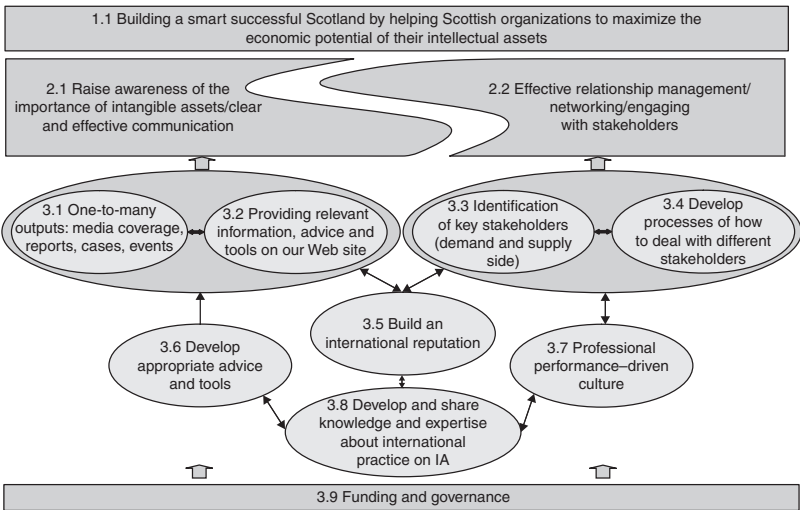 1.1 Building a smart successful Scotland by helping Scottish organizations to maximize the
economic potential of their intellectual assets
2.1 Raise awareness of the
importance of intangible assets/clear
and effective communication
2.2 Effective relationship management/
networking/engaging
with stakeholders
3.1 One-to-many
outputs: media coverage,
reports, cases, events
3.2 Providing relevant
information, advice and
tools on our Web site
3.3 Identification
of key stakeholders
(demand and supply
side)
3.4 Develop
processes of how
to deal with different
stakeholders
3.5 Build an
international reputation
3.6 Develop
appropriate advice
and tools
3.7 Professional
performance–driven
culture
3.8 Develop and share
knowledge and expertise
about international
practice on IA
3.9 Funding and governance